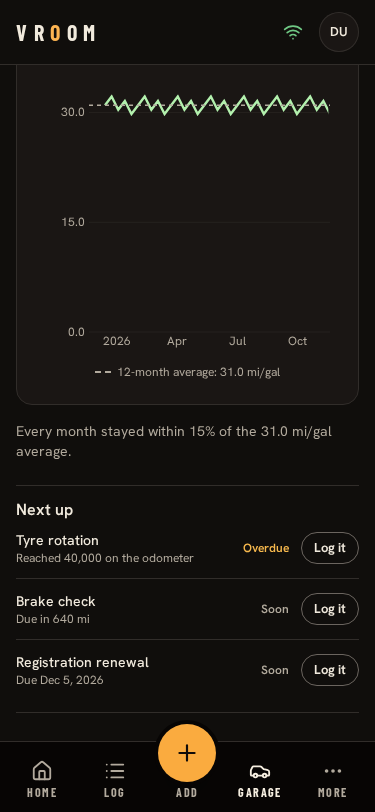 VROOM
DU
30.0
15.0
0.0
2026 Apr Jul Oct
12-month average: 31.0 mi/gal
Every month stayed within 15% of the 31.0 mi/gal
average.
Next up
Tyre rotation
Reached 40,000 on the odometer
Overdue
Log it
Brake check
Due in 640 mi
Soon
Log it
Registration renewal
Due Dec 5, 2026
Soon
Log it
HOME LOG ADD GARAGE MORE